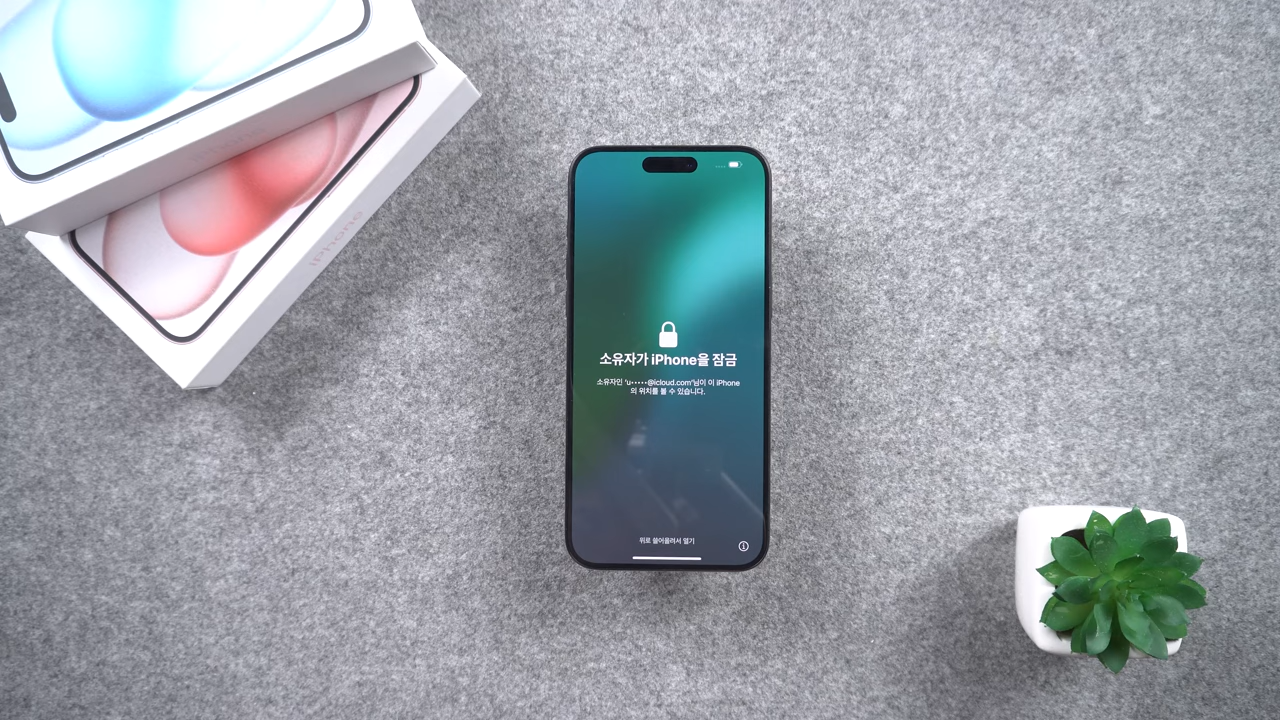 iPhone
소유자가 iPhone을 잠금
소유자인 'u•••••@icloud.com'님이 이 iPhone
의 위치를 볼 수 있습니다.
위로 쓸어올려서 열기